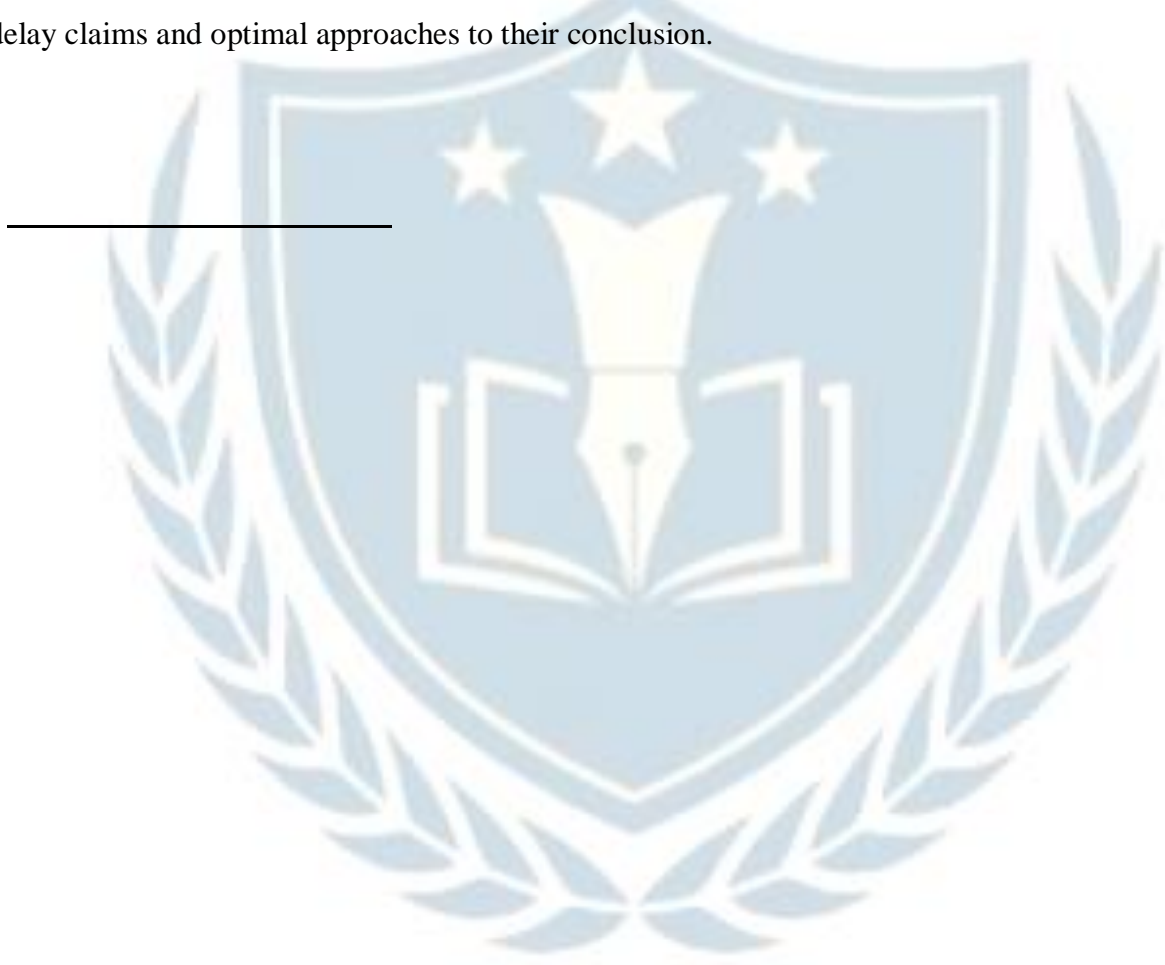 delay claims and optimal approaches to their conclusion.